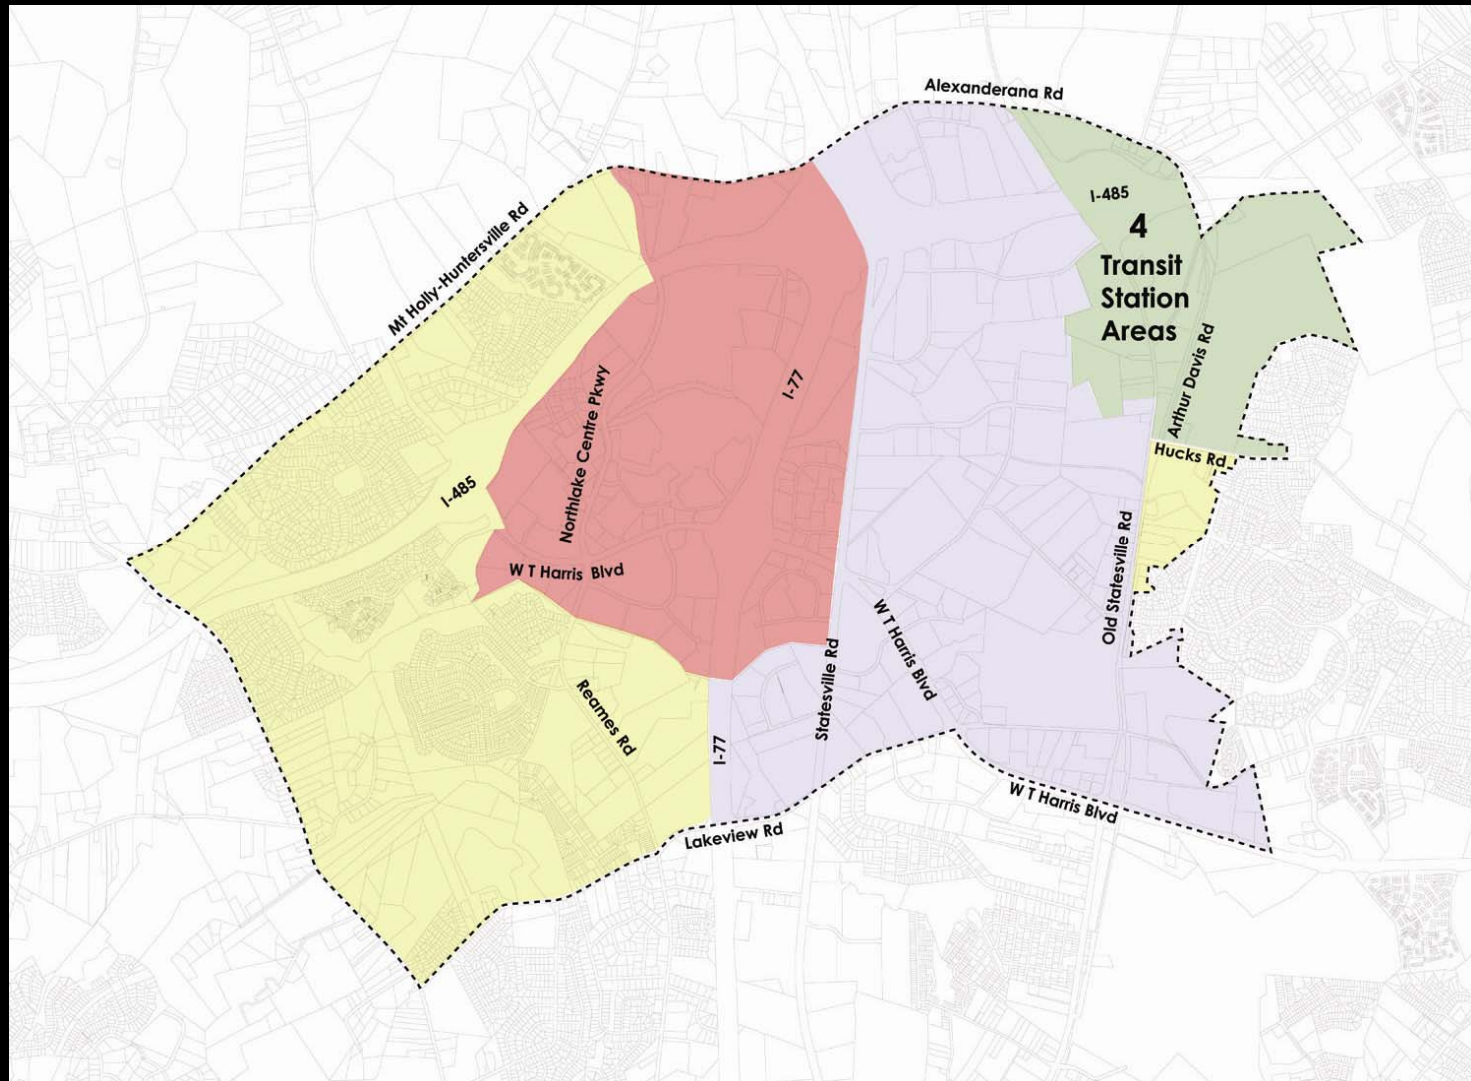 Alexanderana Rd
I-485
4
Transit
Station
Areas
Mt Holly-Huntersville Rd
Arthur Davis Rd
I-77
Northlake Centre Pkwy
Hucks Rd
I-485
W T Harris Blvd
Old Statesville Rd
W T Harris Blvd
Statesville Rd
Reames Rd
I-77
W T Harris Blvd
Lakeview Rd